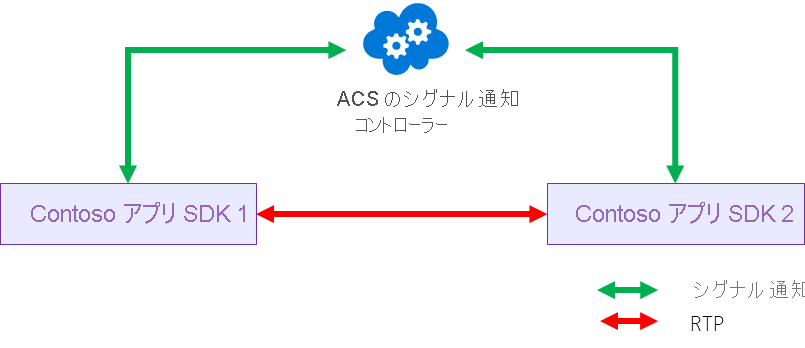 ACS のシグナル通知
コントローラー
Contoso アプリ SDK 1
Contoso アプリ SDK 2
シグナル通知
RTP